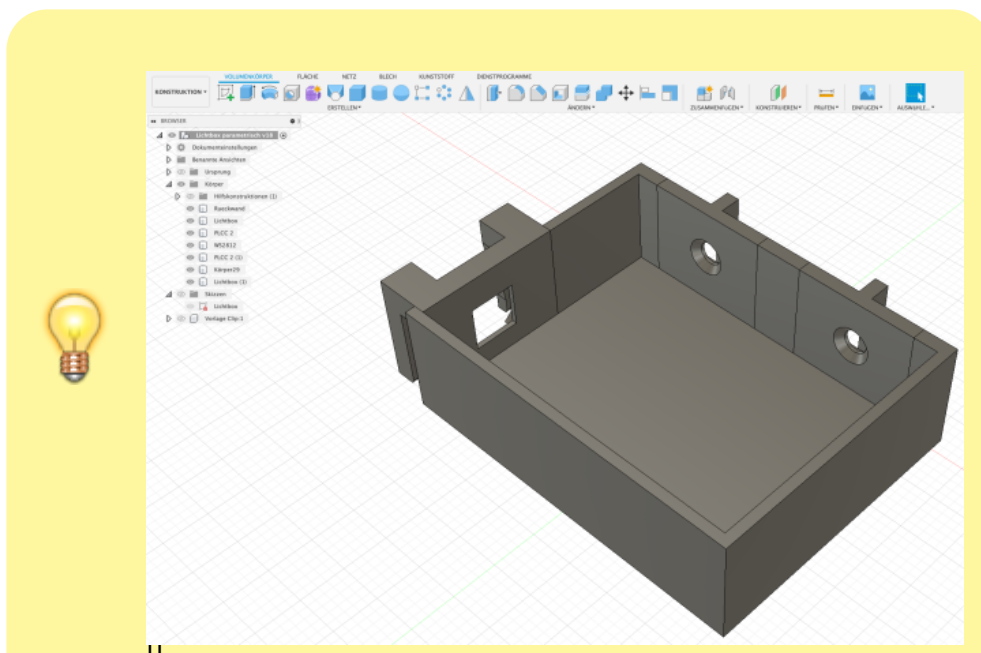 VOLUMENKÖRPER FLÄCHE NETZ BLECH KUNSTSTOFF DIENSTPROGRAMME
KONSTRUKTION
ERSTELLEN ÄNDERN ZUSAMMENFÜGEN KONSTRUIEREN PRÜFEN EINFÜGEN AUSWÄHLE...
BROWSER
Lichtbox parametrisch v18
Dokumenteinstellungen
Benannte Ansichten
Ursprung
Körper
Hilfskonstruktionen (1)
Rueckwand
Lichtbox
PLCC 2
WS2812
PLCC 2 (1)
Körper29
Lichtbox (1)
Skizzen
Lichtbox
Vorlage Clip:1